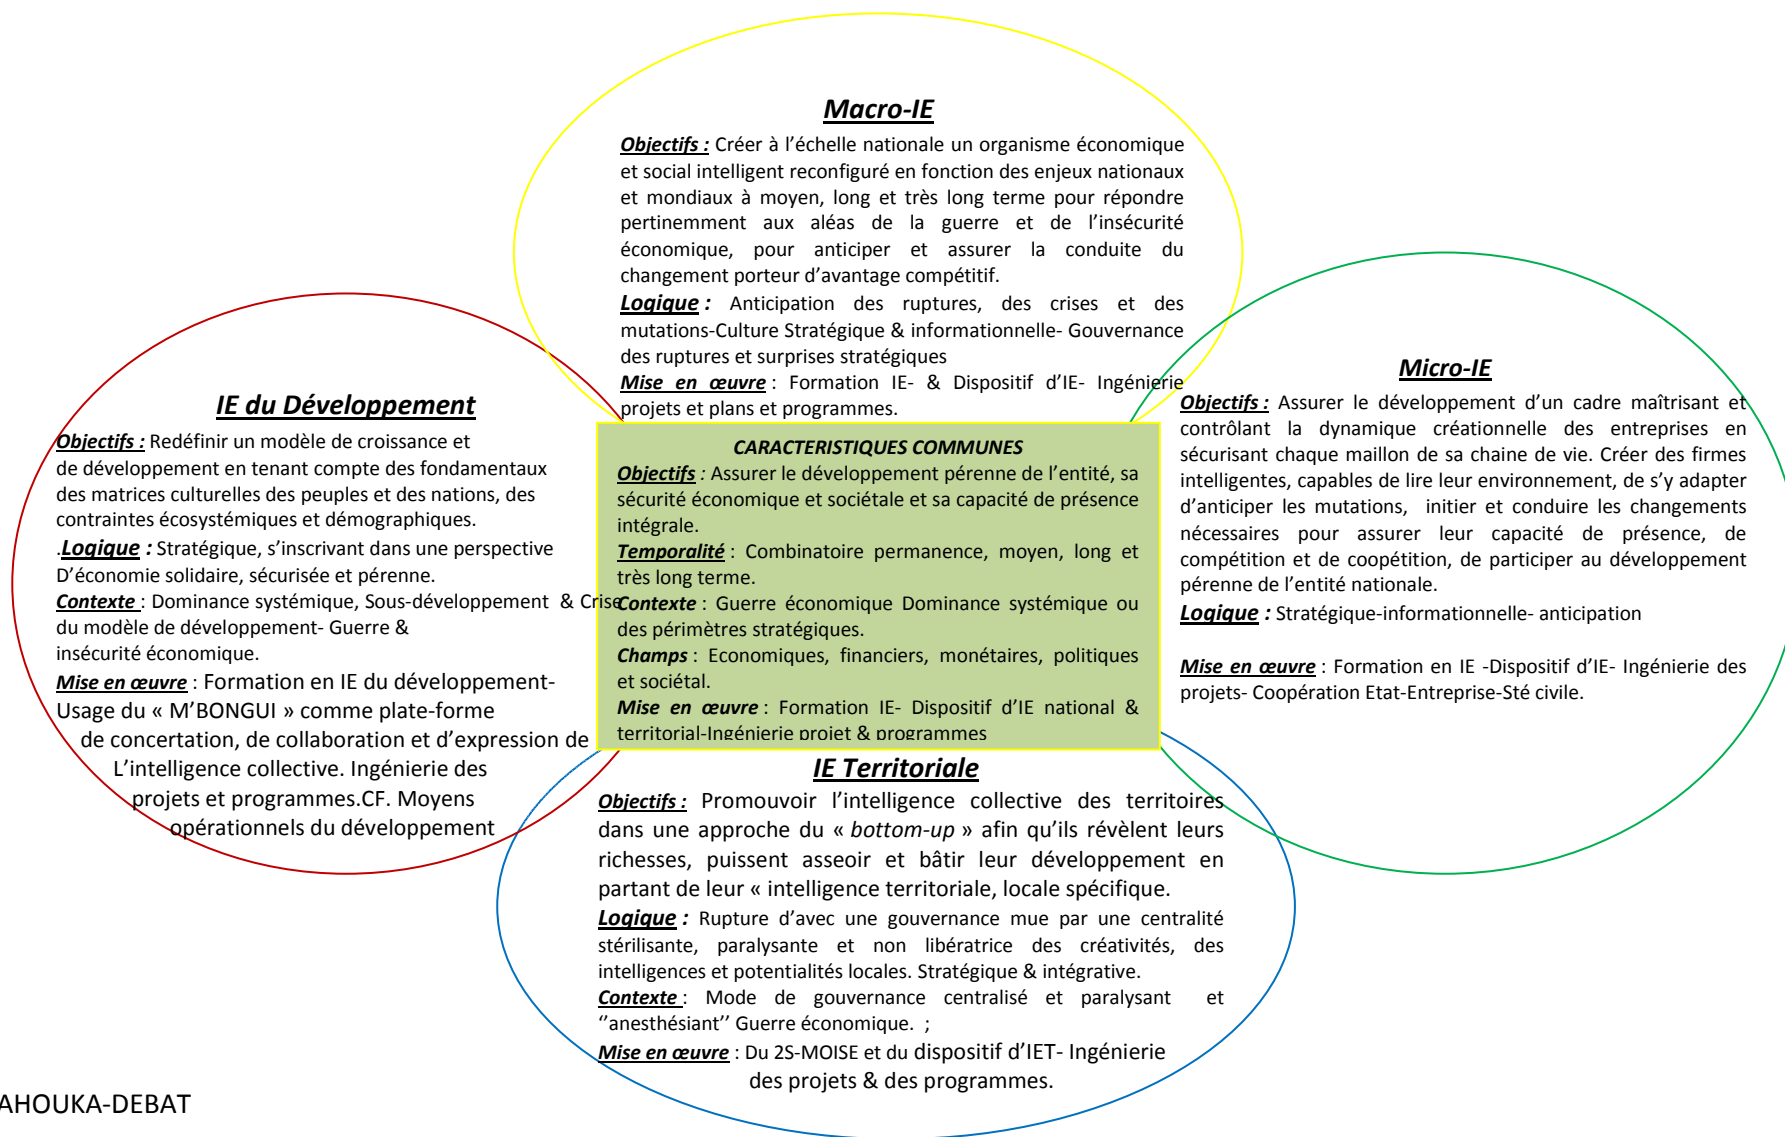 Macro-IE
Objectifs : Créer à l’échelle nationale un organisme économique
et social intelligent reconfiguré en fonction des enjeux nationaux
et mondiaux à moyen, long et très long terme pour répondre
pertinemment aux aléas de la guerre et de l’insécurité
économique, pour anticiper et assurer la conduite du
changement porteur d’avantage compétitif.
Logique : Anticipation des ruptures, des crises et des
mutations-Culture Stratégique & informationnelle- Gouvernance
des ruptures et surprises stratégiques
Mise en œuvre : Formation IE- & Dispositif d’IE- Ingénierie
projets et plans et programmes.
IE du Développement
Objectifs : Redéfinir un modèle de croissance et
de développement en tenant compte des fondamentaux
des matrices culturelles des peuples et des nations, des
contraintes écosystémiques et démographiques.
.Logique : Stratégique, s’inscrivant dans une perspective
D’économie solidaire, sécurisée et pérenne.
Contexte : Dominance systémique, Sous-développement & Crise
du modèle de développement- Guerre &
insécurité économique.
Mise en œuvre : Formation en IE du développement-
Usage du « M’BONGUI » comme plate-forme
de concertation, de collaboration et d’expression de
L’intelligence collective. Ingénierie des
projets et programmes.CF. Moyens
opérationnels du développement
CARACTERISTIQUES COMMUNES
Objectifs : Assurer le développement pérenne de l’entité, sa
sécurité économique et sociétale et sa capacité de présence
intégrale.
Temporalité : Combinatoire permanence, moyen, long et
très long terme.
Contexte : Guerre économique Dominance systémique ou
des périmètres stratégiques.
Champs : Economiques, financiers, monétaires, politiques
et sociétal.
Mise en œuvre : Formation IE- Dispositif d’IE national &
territorial-Ingénierie projet & programmes
Micro-IE
Objectifs : Assurer le développement d’un cadre maîtrisant et
contrôlant la dynamique créationnelle des entreprises en
sécurisant chaque maillon de sa chaine de vie. Créer des firmes
intelligentes, capables de lire leur environnement, de s’y adapter
d’anticiper les mutations, initier et conduire les changements
nécessaires pour assurer leur capacité de présence, de
compétition et de coopétition, de participer au développement
pérenne de l’entité nationale.
Logique : Stratégique-informationnelle- anticipation
Mise en œuvre : Formation en IE -Dispositif d’IE- Ingénierie des
projets- Coopération Etat-Entreprise-Sté civile.
IE Territoriale
Objectifs : Promouvoir l’intelligence collective des territoires
dans une approche du « bottom-up » afin qu’ils révèlent leurs
richesses, puissent asseoir et bâtir leur développement en
partant de leur « intelligence territoriale, locale spécifique.
Logique : Rupture d’avec une gouvernance mue par une centralité
stérilisante, paralysante et non libératrice des créativités, des
intelligences et potentialités locales. Stratégique & intégrative.
Contexte : Mode de gouvernance centralisé et paralysant et
‘’anesthésiant’’ Guerre économique. ;
Mise en œuvre : Du 2S-MOISE et du dispositif d’IET- Ingénierie
des projets & des programmes.
AHOUKA-DEBAT